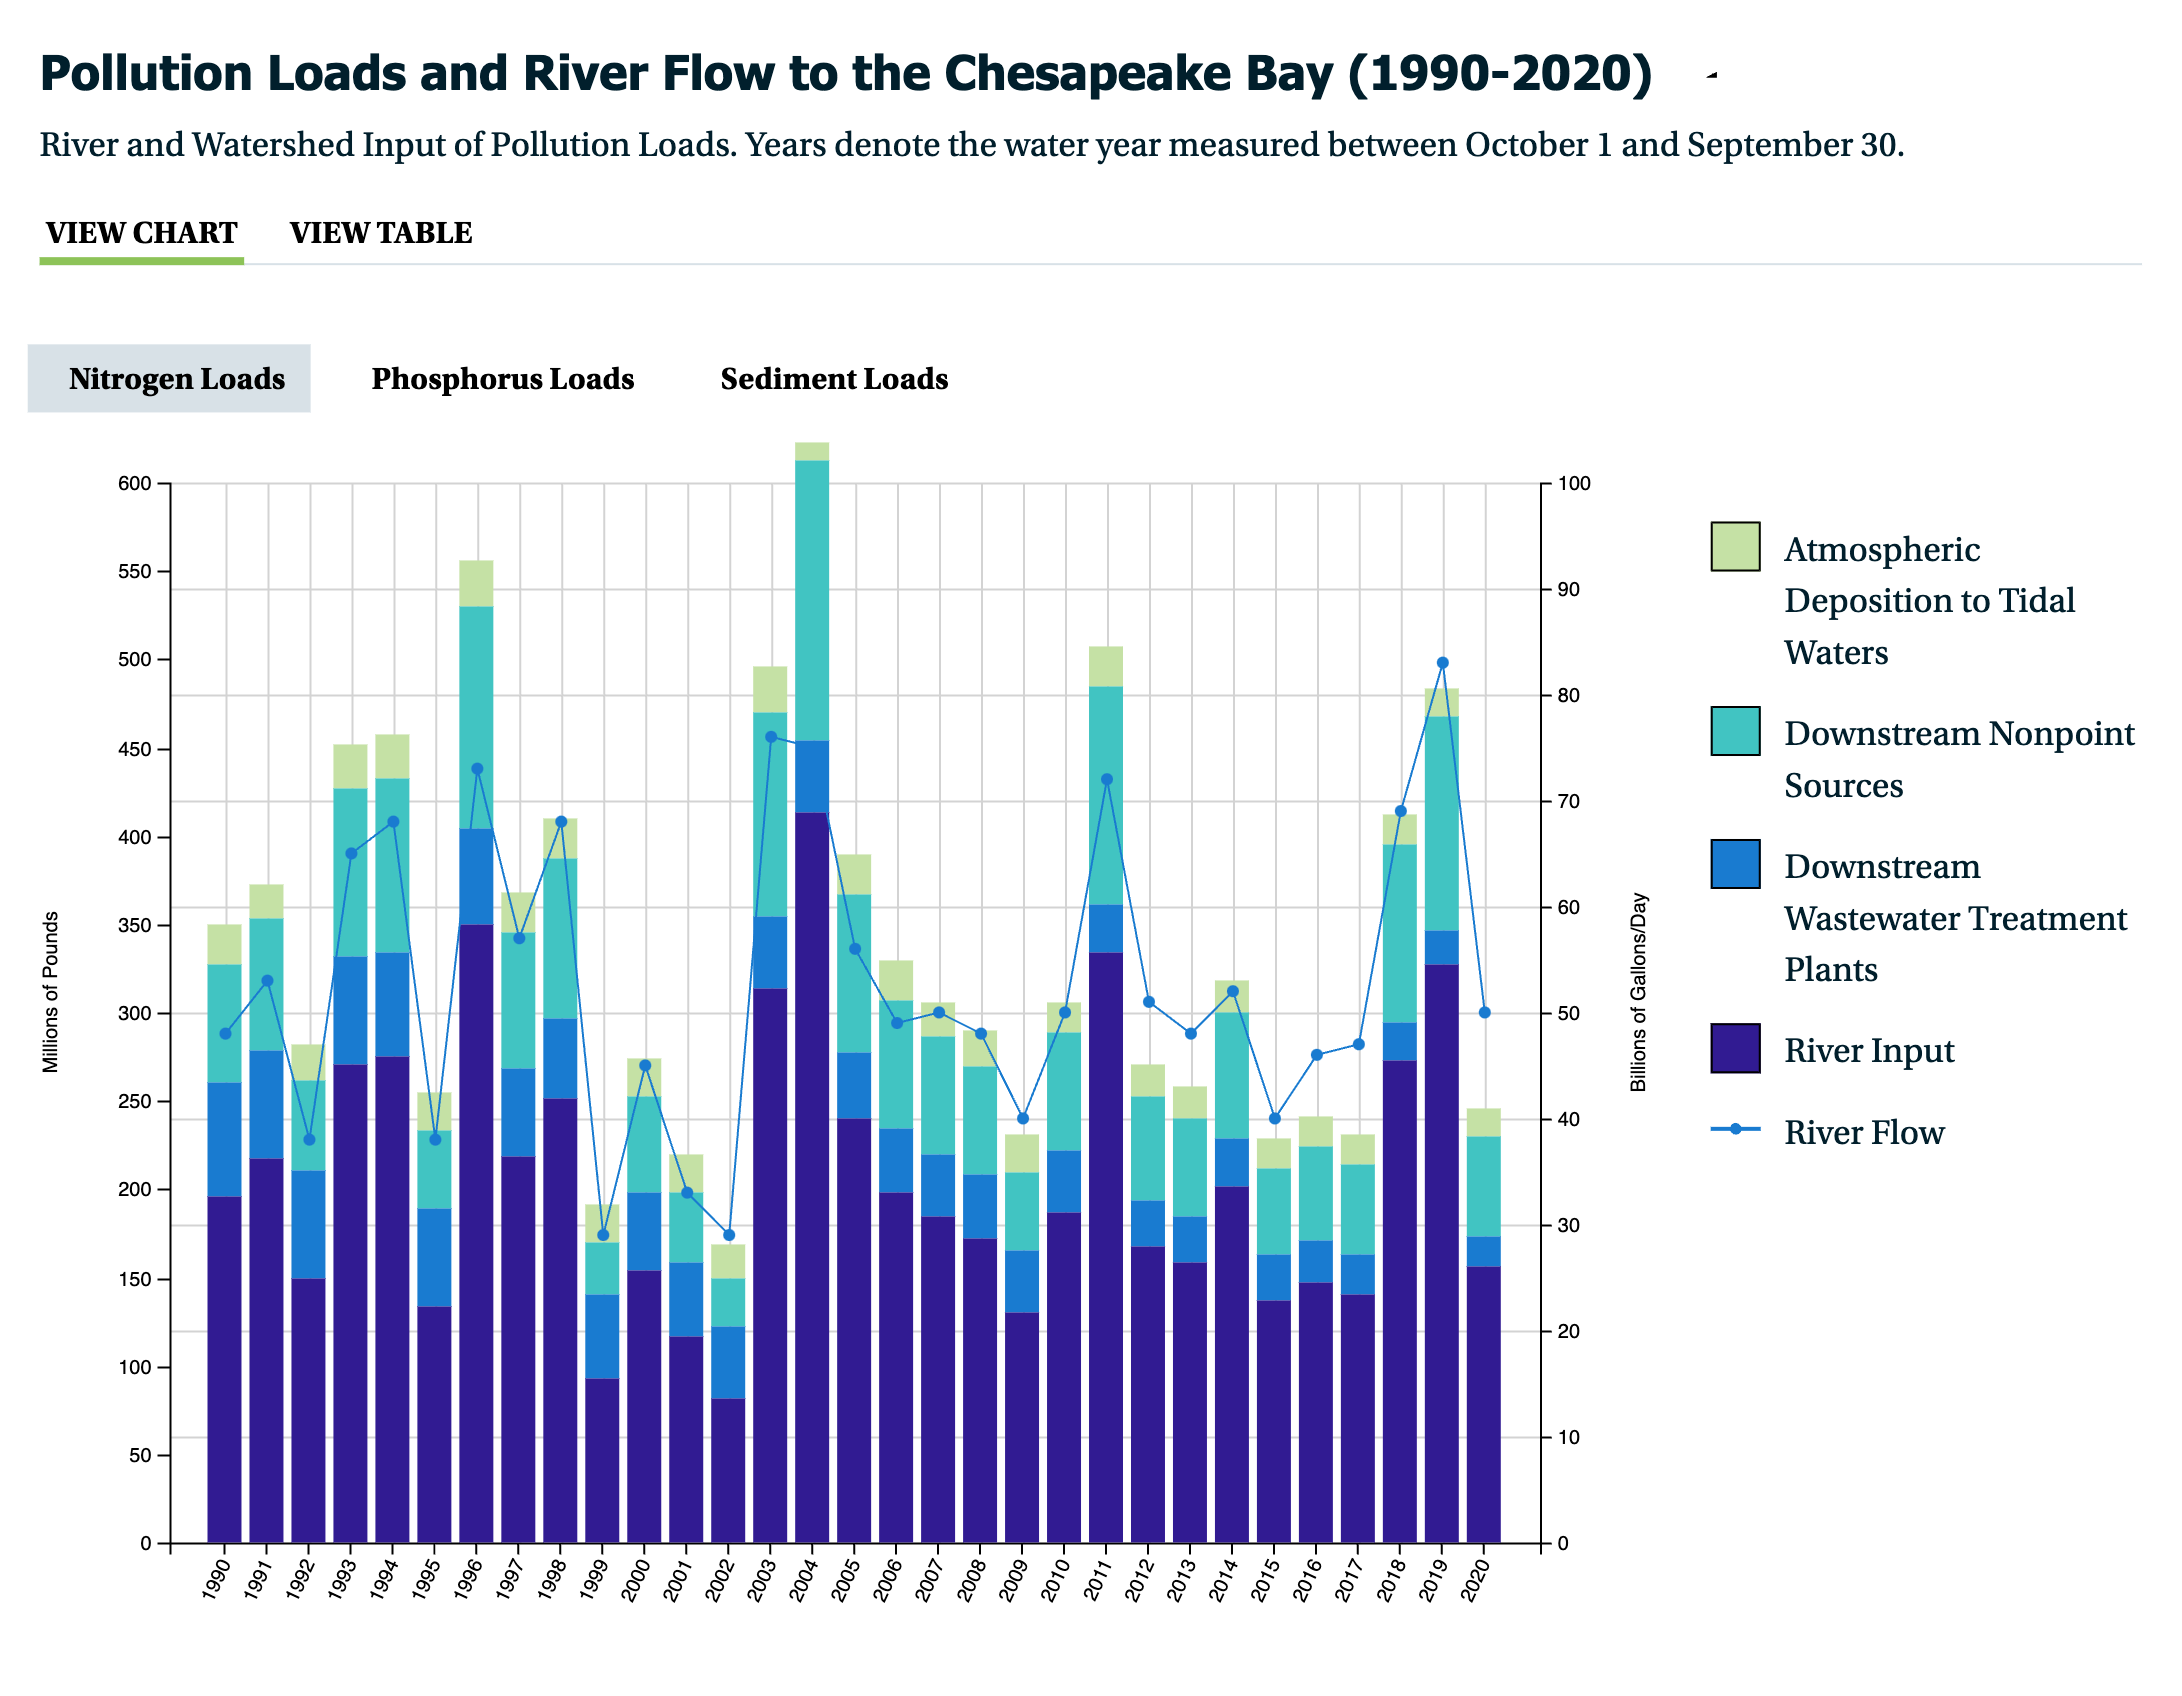 Pollution Loads and River Flow to the Chesapeake Bay (1990-2020)
River and Watershed Input of Pollution Loads. Years denote the water year measured between October 1 and September 30.
VIEW CHART
VIEW TABLE
Nitrogen Loads
Phosphorus Loads
Sediment Loads
Millions of Pounds
600
550
500
450
400
350
300
250
200
150
100
50
0
1990
1991
1992
1993
1994
1995
1996
1997
1998
1999
2000
2001
2002
2003
2004
2005
2006
2007
2008
2009
2010
2011
2012
2013
2014
2015
2016
2017
2018
2019
2020
100
90
80
70
60
50
40
30
20
10
0
Billions of Gallons/Day
Atmospheric
Deposition to Tidal
Waters
Downstream Nonpoint
Sources
Downstream
Wastewater Treatment
Plants
River Input
River Flow